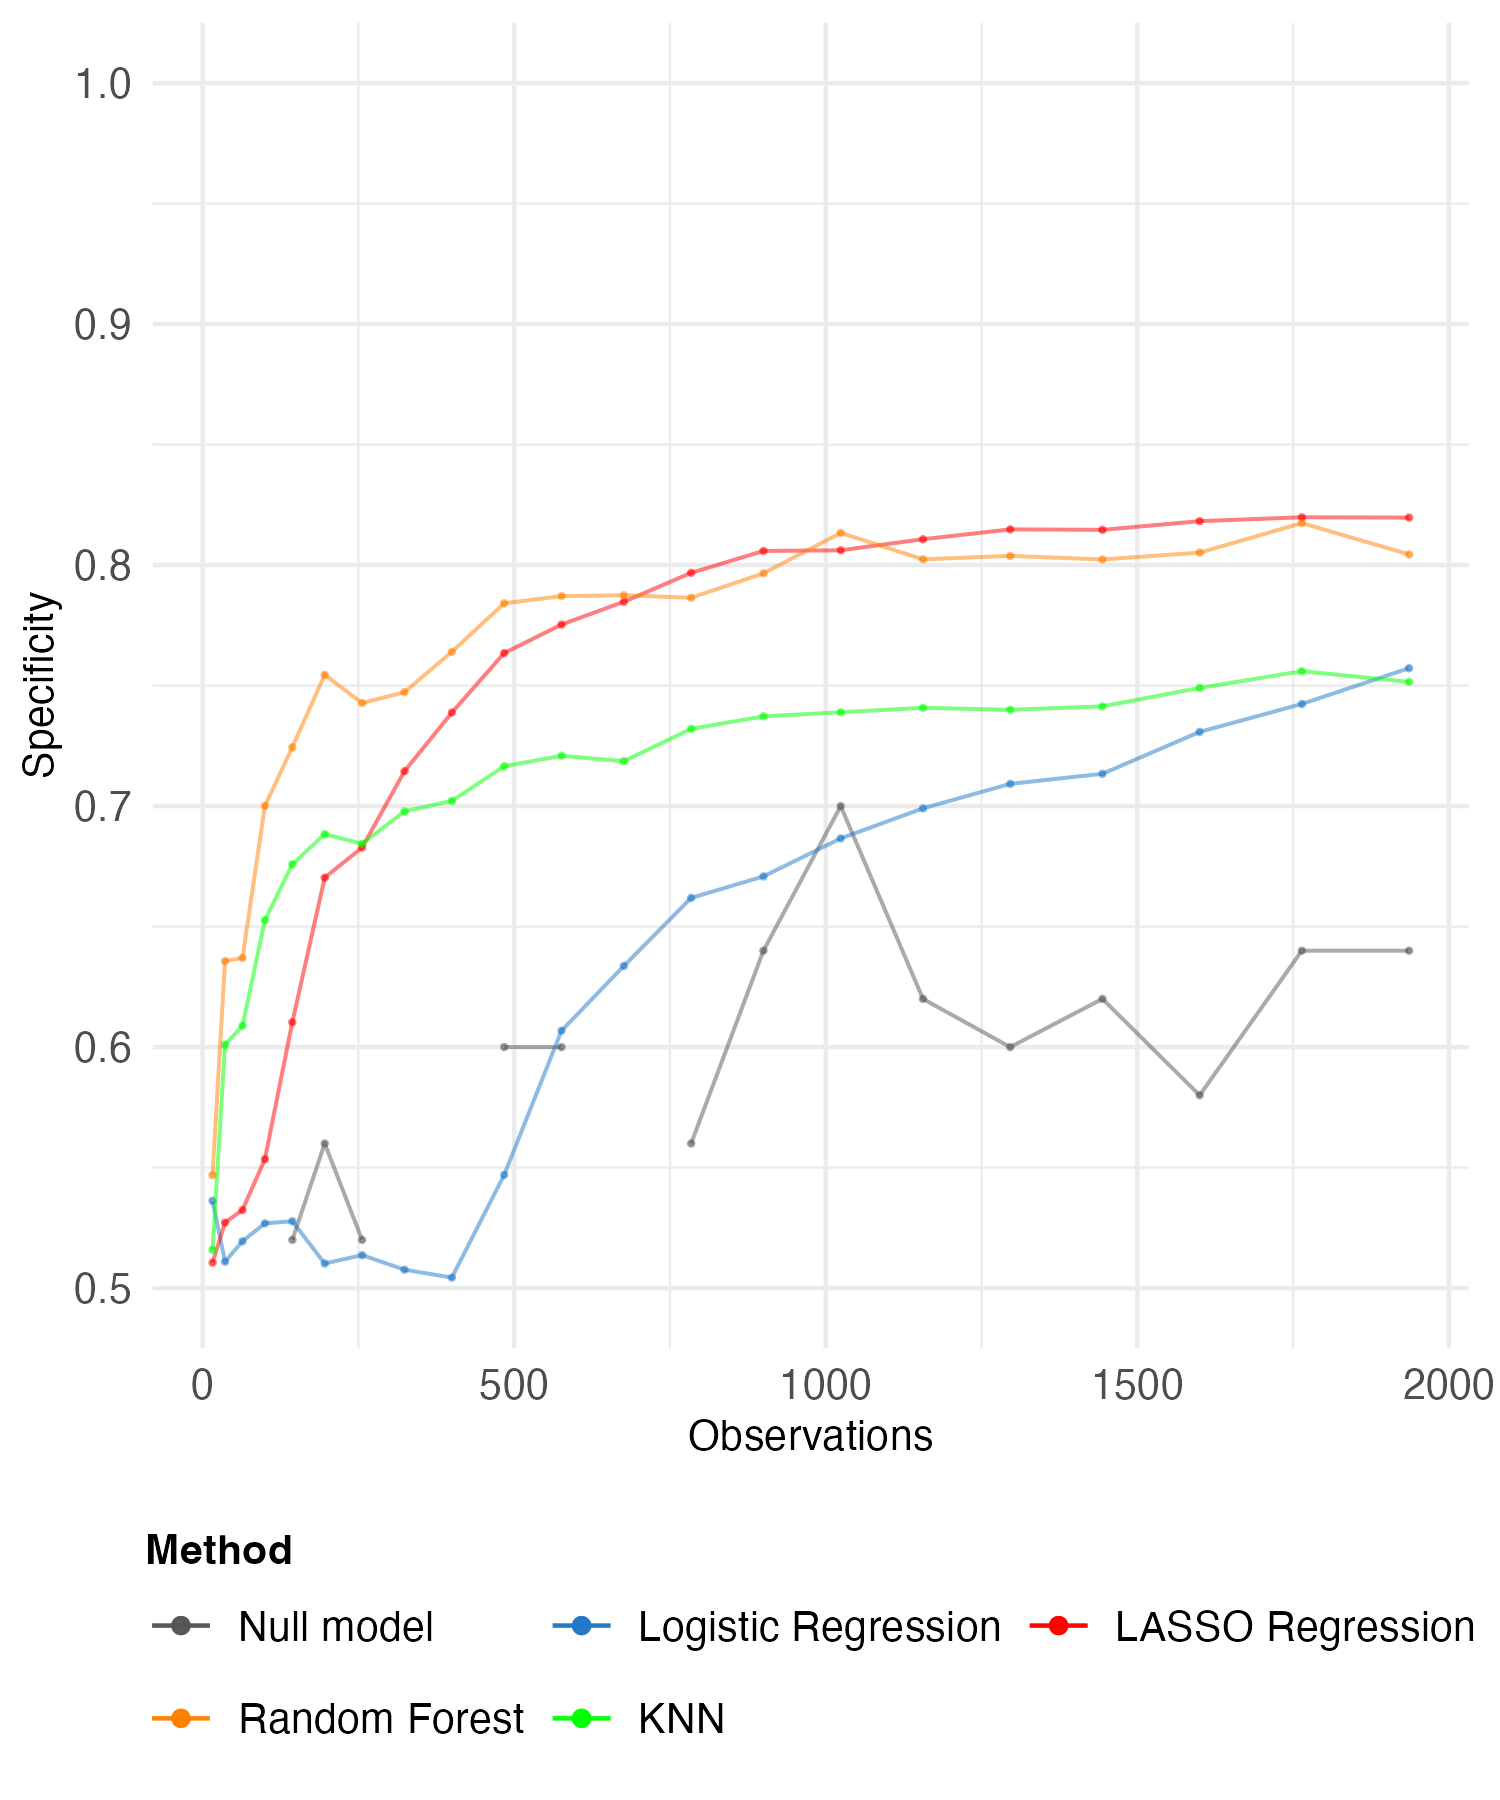 1.0
0.9
0.8
0.7
0.6
0.5
Specificity
0 500 1000 1500 2000
Observations
Method
Null model Logistic Regression LASSO Regression
Random Forest KNN